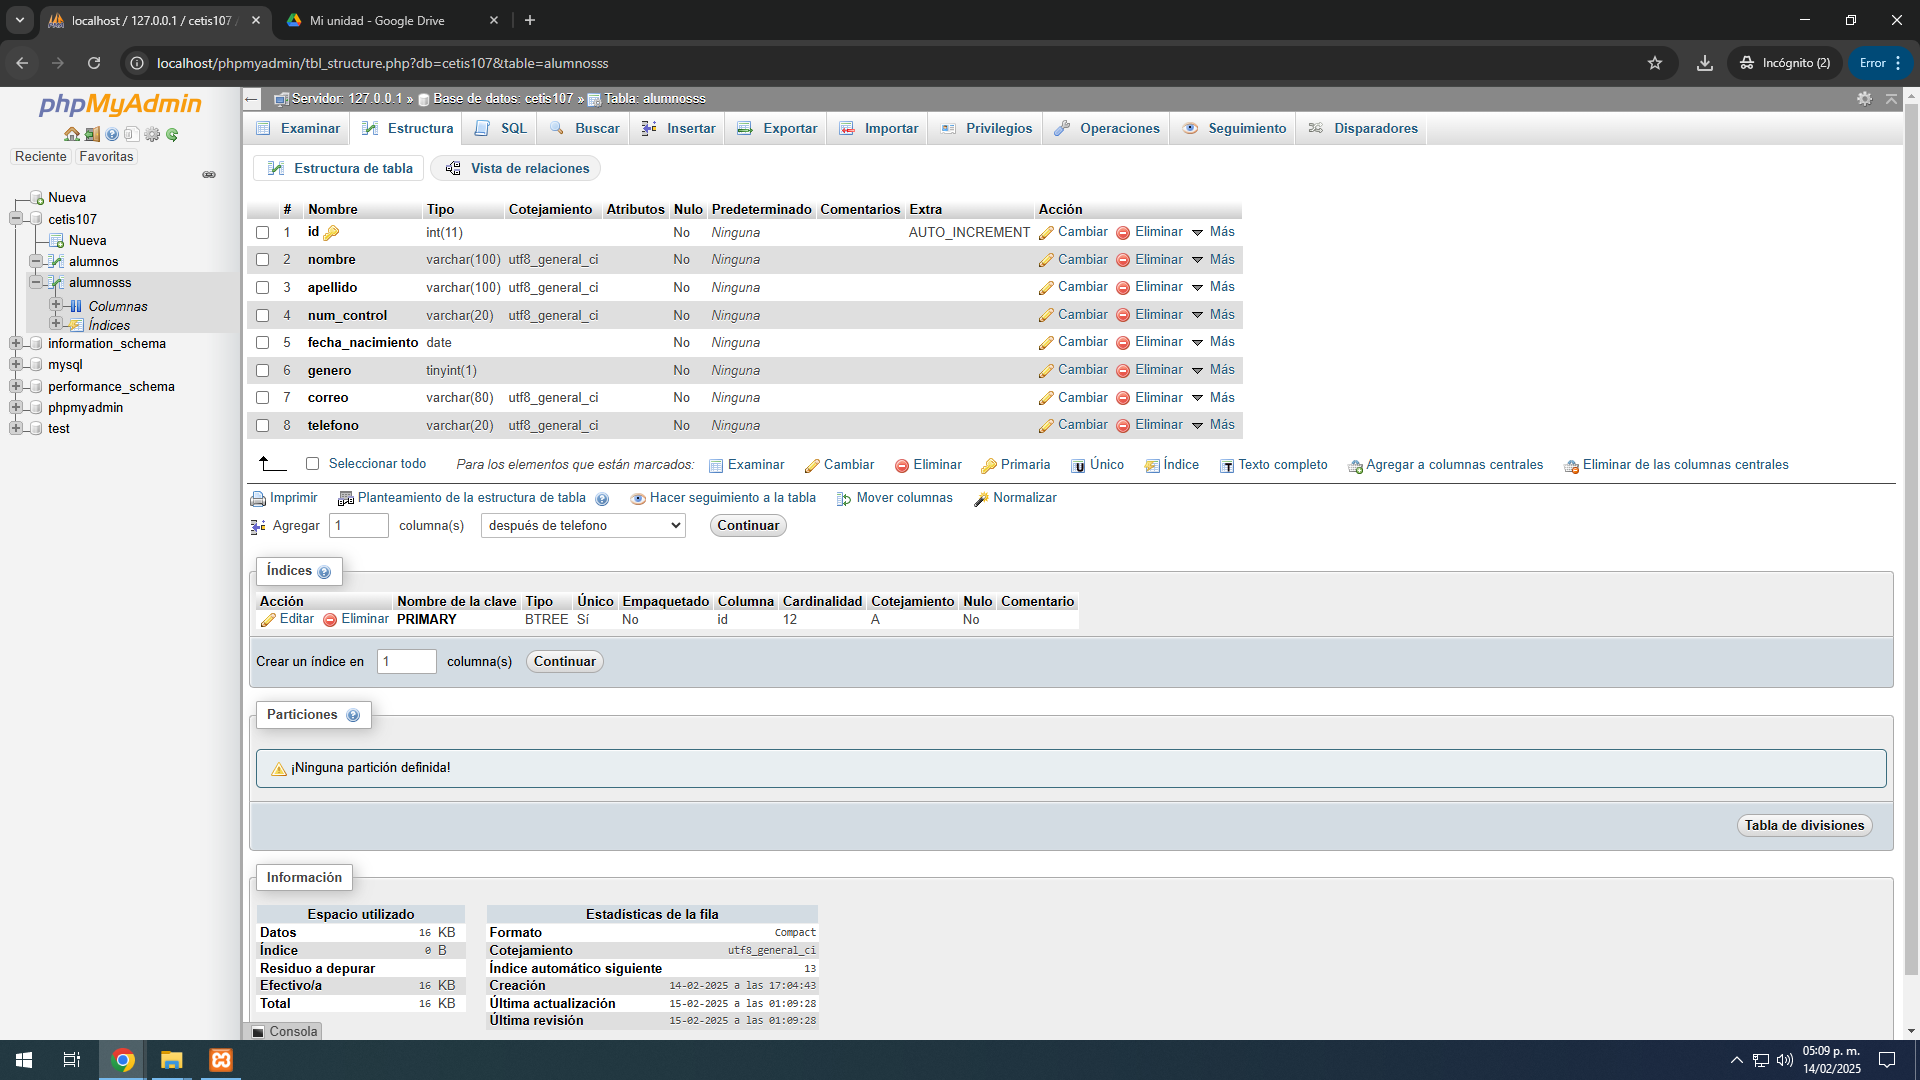 localhost / 127.0.0.1 / cetis107
Mi unidad - Google Drive
localhost/phpmyadmin/tbl_structure.php?db=cetis107&table=alumnosss
Incógnito (2)
Error
phpMyAdmin
Reciente Favoritas
Nueva
cetis107
Nueva
alumnos
alumnosss
Columnas
Índices
information_schema
mysql
performance_schema
phpmyadmin
test
Servidor: 127.0.0.1 » Base de datos: cetis107 » Tabla: alumnosss
Examinar Estructura SQL Buscar Insertar Exportar Importar Privilegios Operaciones Seguimiento Disparadores
Estructura de tabla Vista de relaciones
# Nombre Tipo Cotejamiento Atributos Nulo Predeterminado Comentarios Extra Acción
1 id int(11) No Ninguna AUTO_INCREMENT Cambiar Eliminar Más
2 nombre varchar(100) utf8_general_ci No Ninguna Cambiar Eliminar Más
3 apellido varchar(100) utf8_general_ci No Ninguna Cambiar Eliminar Más
4 num_control varchar(20) utf8_general_ci No Ninguna Cambiar Eliminar Más
5 fecha_nacimiento date No Ninguna Cambiar Eliminar Más
6 genero tinyint(1) No Ninguna Cambiar Eliminar Más
7 correo varchar(80) utf8_general_ci No Ninguna Cambiar Eliminar Más
8 telefono varchar(20) utf8_general_ci No Ninguna Cambiar Eliminar Más
Seleccionar todo Para los elementos que están marcados: Examinar Cambiar Eliminar Primaria Único Índice Texto completo Agregar a columnas centrales Eliminar de las columnas centrales
Imprimir Planteamiento de la estructura de tabla Hacer seguimiento a la tabla Mover columnas Normalizar
Agregar 1 columna(s) después de telefono Continuar
Índices
Acción Nombre de la clave Tipo Único Empaquetado Columna Cardinalidad Cotejamiento Nulo Comentario
Editar Eliminar PRIMARY BTREE Sí No id 12 A No
Crear un índice en 1 columna(s) Continuar
Particiones
¡Ninguna partición definida!
Tabla de divisiones
Información
Espacio utilizado
Datos 16 KB
Índice 0 B
Residuo a depurar
Efectivo/a 16 KB
Total 16 KB
Estadísticas de la fila
Formato Compact
Cotejamiento utf8_general_ci
Índice automático siguiente 13
Creación 14-02-2025 a las 17:04:43
Última actualización 15-02-2025 a las 01:09:28
Última revisión 15-02-2025 a las 01:09:28
Consola
05:09 p. m.
14/02/2025